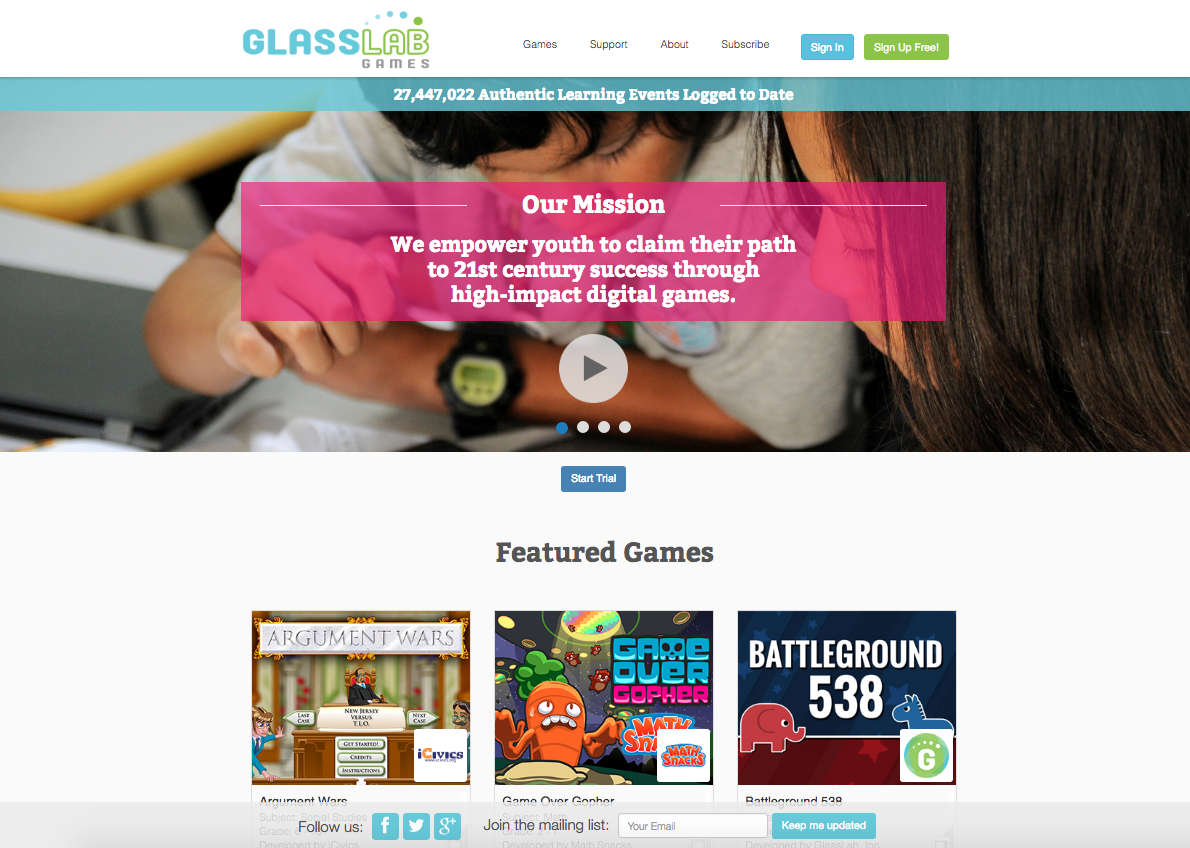 GLASSLAB
GAMES
Games Support About Subscribe Sign In Sign Up Free!
27,447,022 Authentic Learning Events Logged to Date
Our Mission
We empower youth to claim their path
to 21st century success through
high-impact digital games.
Start Trial
Featured Games
ARGUMENT WARS
LAST CASE
NEW JERSEY
VERSUS
T.L.O.
NEXT CASE
GET STARTED!
CREDITS
INSTRUCTIONS
iCIVICS
www.icivics.org
GAME
OVER
GOPHER
MATH
SNACKS
MATH
SNACKS
BATTLEGROUND
538
G
Argument Wars
Subject: Social Studies
Grade:
Developed by iCivics
Game Over Gopher
Subject: Math
Developed by Math Snacks
Battleground 538
Developed by GlassLab, Inc.
Follow us: f g+ Join the mailing list: Your Email Keep me updated